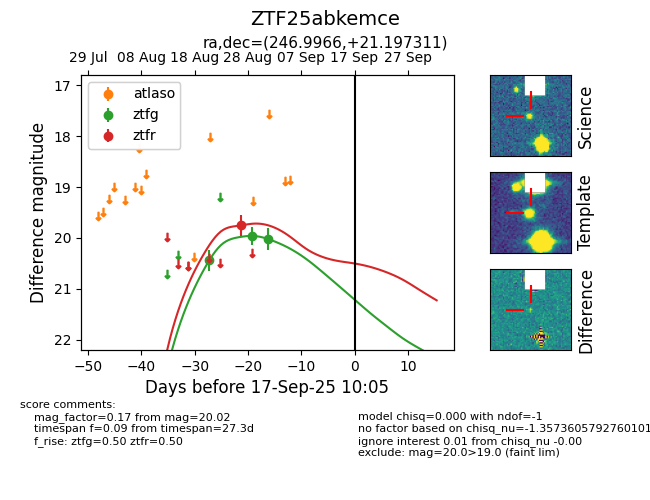 ZTF25abkemce
ra,dec=(246.9966,+21.197311)
29 Jul 08 Aug 18 Aug 28 Aug 07 Sep 17 Sep 27 Sep
17
18
19
20
21
22
Difference magnitude
atlaso
ztfg
ztfr
−50 −40 −30 −20 −10 0 10
Days before 17-Sep-25 10:05
Science
Template
Difference
score comments:
mag_factor=0.17 from mag=20.02
timespan f=0.09 from timespan=27.3d
f_rise: ztfg=0.50 ztfr=0.50
model chisq=0.000 with ndof=-1
no factor based on chisq_nu=-1.3573605792760101
ignore interest 0.01 from chisq_nu -0.00
exclude: mag=20.0>19.0 (faint lim)